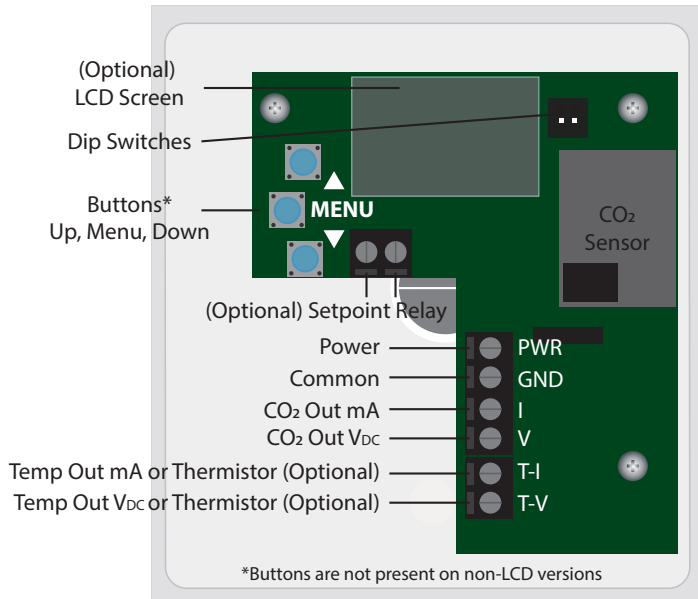 (Optional)
LCD Screen
Dip Switches
Buttons*
Up, Menu, Down
MENU
CO₂
Sensor
(Optional) Setpoint Relay
Power
PWR
Common
GND
CO₂ Out mA
I
CO₂ Out VDC
V
Temp Out mA or Thermistor (Optional)
T-I
Temp Out VDC or Thermistor (Optional)
T-V
*Buttons are not present on non-LCD versions